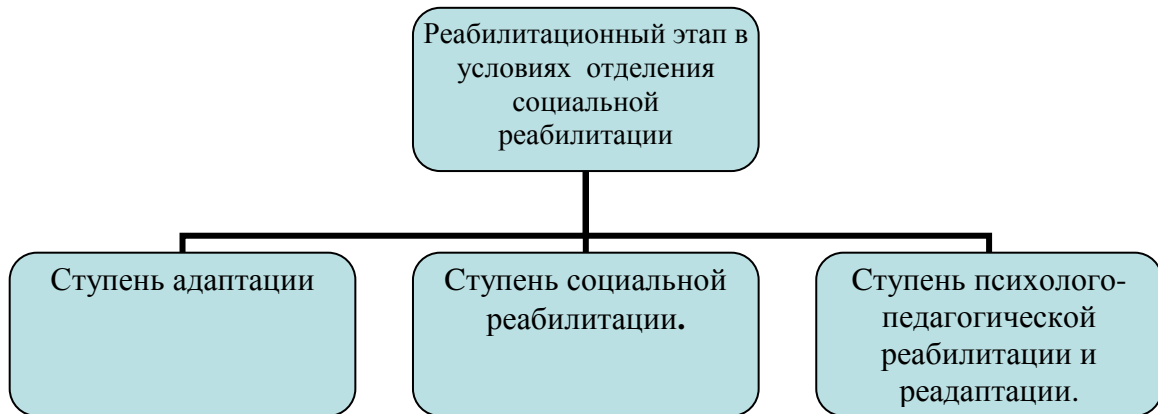 Реабилитационный этап в
условиях отделения
социальной
реабилитации
Ступень адаптации
Ступень социальной
реабилитации.
Ступень психолого-
педагогической
реабилитации и
реадаптации.